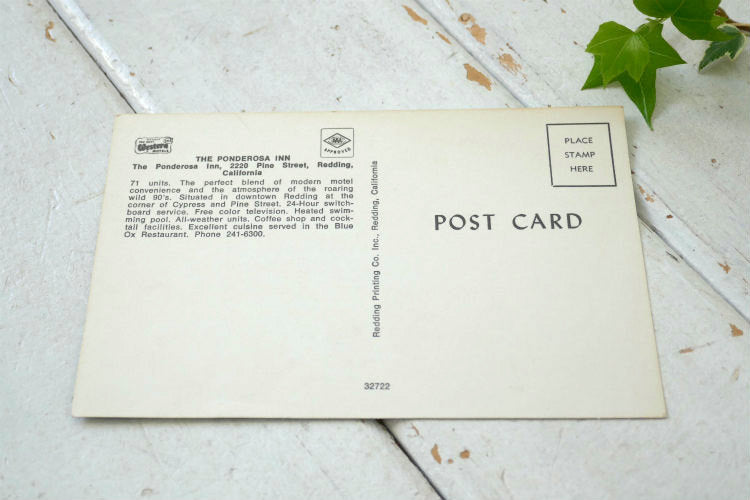 Western
AAA
APPROVED
THE PONDEROSA INN
The Ponderosa Inn, 2220 Pine Street, Redding,
California
71 units. The perfect blend of modern motel
convenience and the atmosphere of the roaring
wild 90's. Situated in downtown Redding at the
corner of Cypress and Pine Street. 24-Hour switch-
board service. Free color television. Heated swim-
ming pool. All-weather units. Coffee shop and cock-
tail facilities. Excellent cuisine served in the Blue
Ox Restaurant. Phone 241-6300.
Redding Printing Co. Inc., Redding, California
32722
PLACE
STAMP
HERE
POST CARD